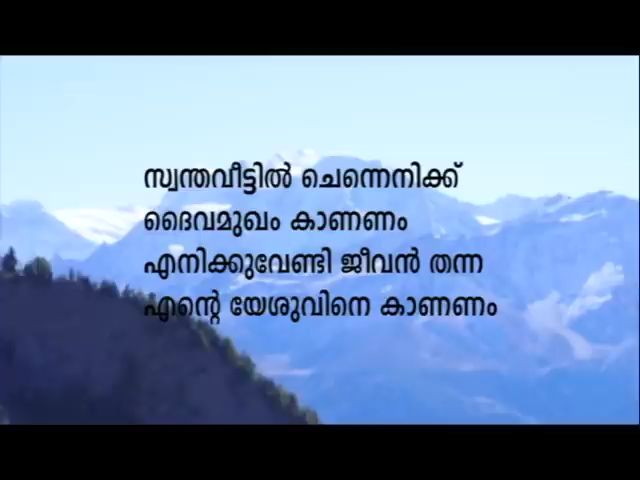 സ്വന്തവീട്ടിൽ ചെന്നെനിക്ക്
ദൈവമുഖം കാണണം
എനിക്കുവേണ്ടി ജീവൻ തന്ന
എന്റെ യേശുവിനെ കാണണം